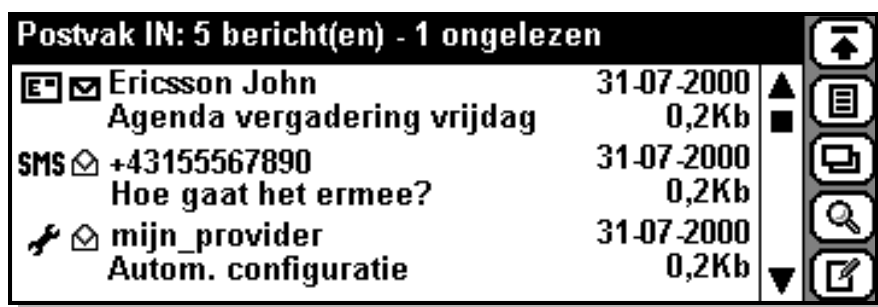 Postvak IN: 5 bericht(en) - 1 ongelezen
E Ericsson John 31-07-2000
Agenda vergadering vrijdag 0,2Kb
SMS +43155567890 31-07-2000
Hoe gaat het ermee? 0,2Kb
mijn_provider 31-07-2000
Autom. configuratie 0,2Kb